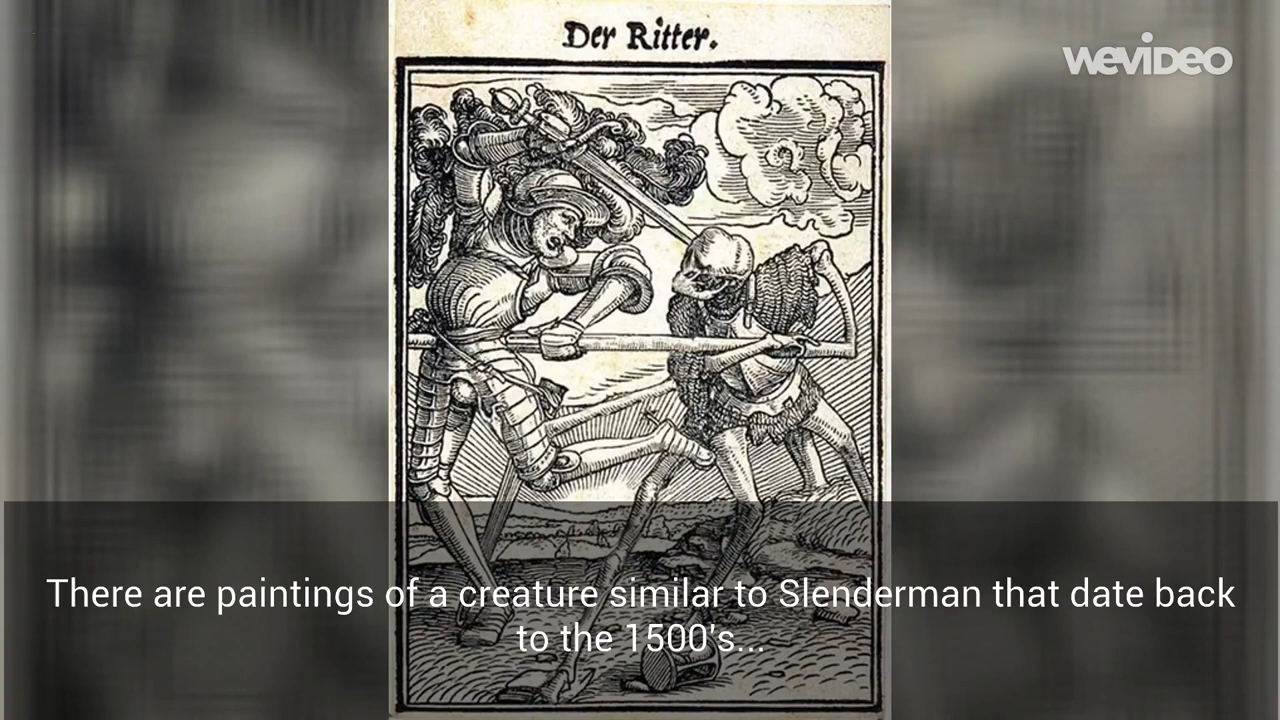 Der Ritter.
WEVIDEO
There are paintings of a creature similar to Slenderman that date back
to the 1500's...